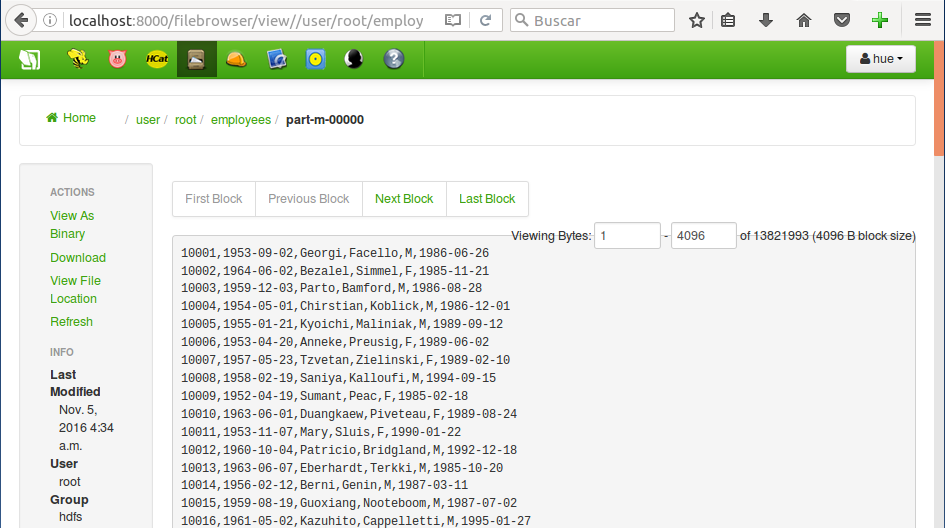 localhost:8000/filebrowser/view//user/root/employ
Buscar
HCat
hue
Home / user / root / employees / part-m-00000
ACTIONS
View As
Binary
Download
View File
Location
Refresh
INFO
Last
Modified
Nov. 5,
2016 4:34
a.m.
User
root
Group
hdfs
First Block Previous Block Next Block Last Block
Viewing Bytes: 1 - 4096 of 13821993 (4096 B block size)
10001,1953-09-02,Georgi,Facello,M,1986-06-26
10002,1964-06-02,Bezalel,Simmel,F,1985-11-21
10003,1959-12-03,Parto,Bamford,M,1986-08-28
10004,1954-05-01,Chirstian,Koblick,M,1986-12-01
10005,1955-01-21,Kyoichi,Maliniak,M,1989-09-12
10006,1953-04-20,Anneke,Preusig,F,1989-06-02
10007,1957-05-23,Tzvetan,Zielinski,F,1989-02-10
10008,1958-02-19,Saniya,Kalloufi,M,1994-09-15
10009,1952-04-19,Sumant,Peac,F,1985-02-18
10010,1963-06-01,Duangkaew,Piveteau,F,1989-08-24
10011,1953-11-07,Mary,Sluis,F,1990-01-22
10012,1960-10-04,Patricio,Bridgland,M,1992-12-18
10013,1963-06-07,Eberhardt,Terkki,M,1985-10-20
10014,1956-02-12,Berni,Genin,M,1987-03-11
10015,1959-08-19,Guoxiang,Nooteboom,M,1987-07-02
10016,1961-05-02,Kazuhito,Cappelletti,M,1995-01-27